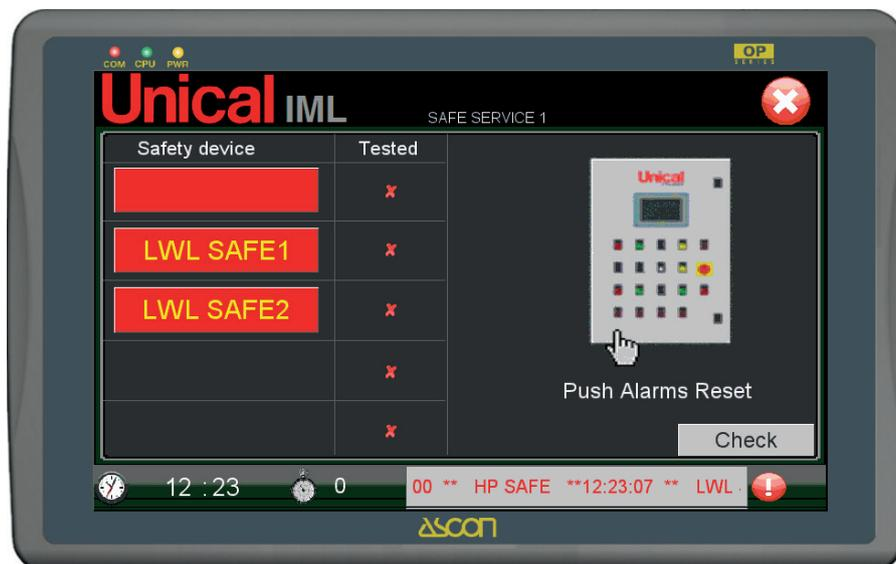 COM CPU PWR
OP
SERIES
Unical IML
SAFE SERVICE 1
Safety device Tested
LWL SAFE1
LWL SAFE2
Unical
Push Alarms Reset
Check
12 : 23 0 00 ** HP SAFE **12:23:07 ** LWL
ASCON